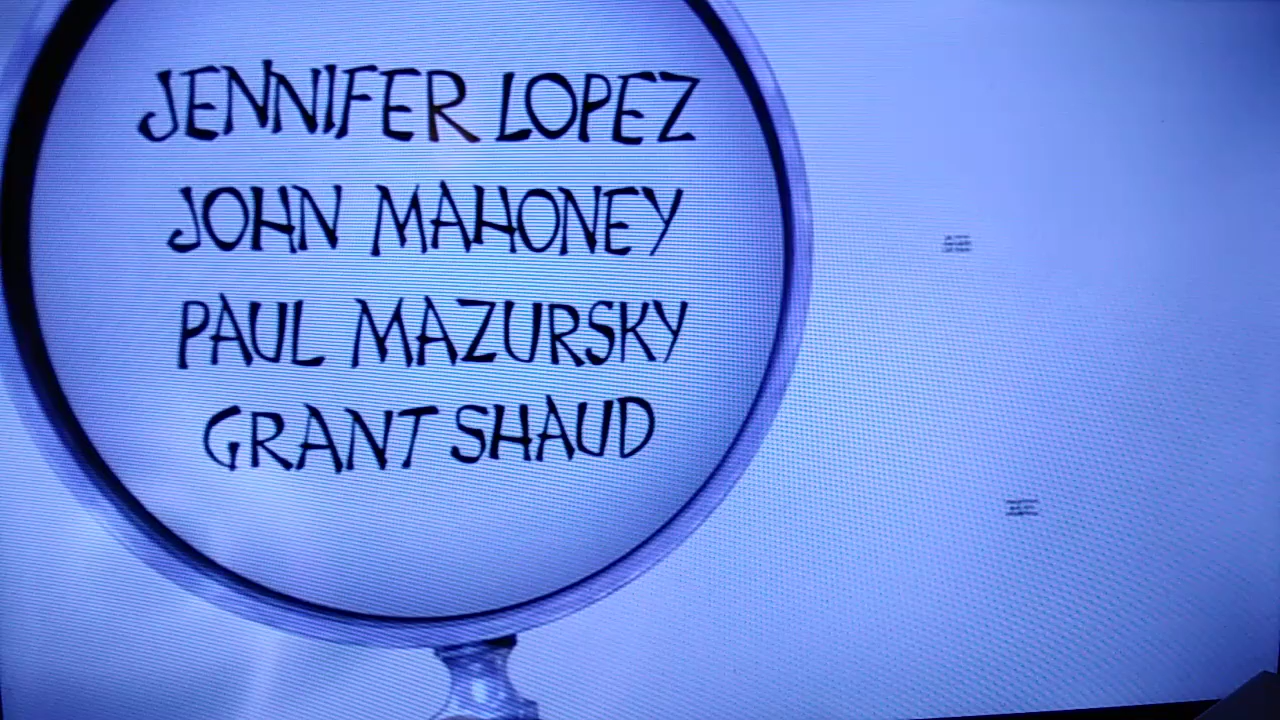 JENNIFER LOPEZ
JOHN MAHONEY
PAUL MAZURSKY
GRANT SHAUD